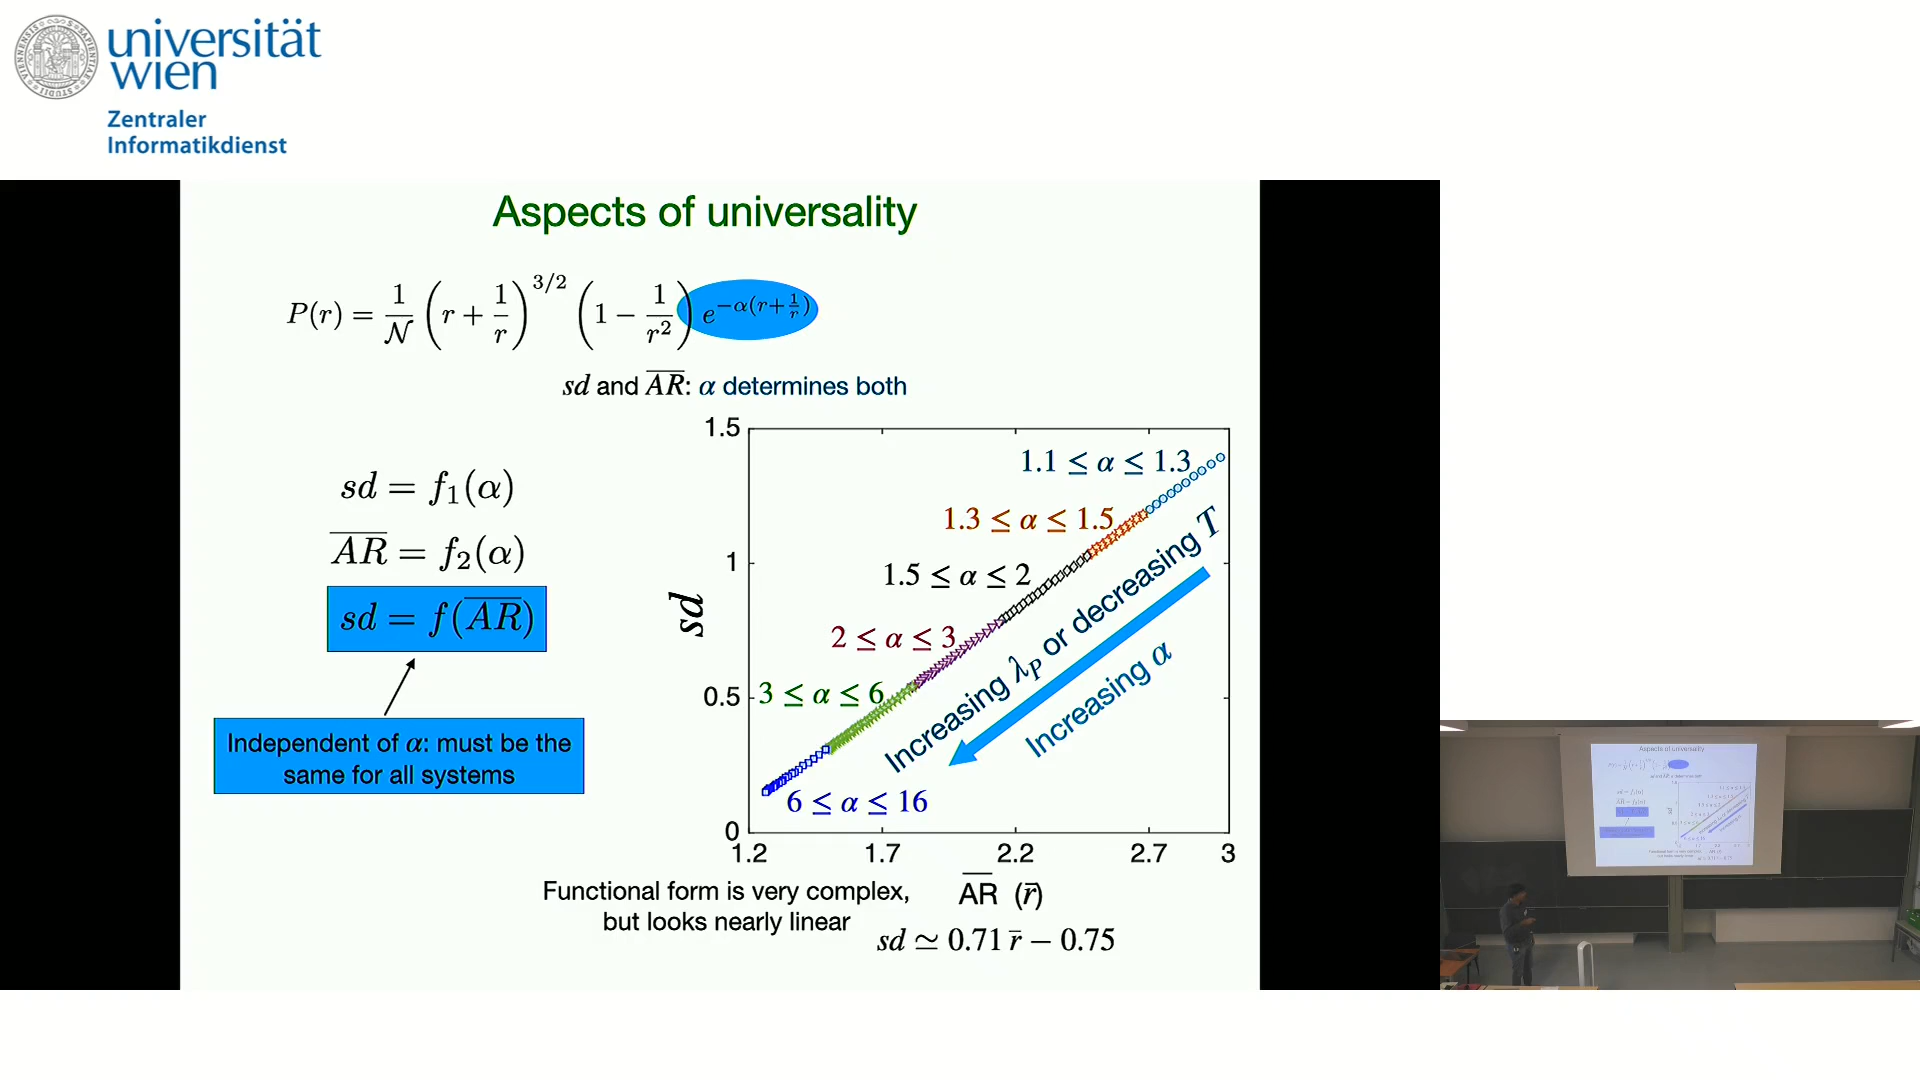 universität
wien
Zentraler
Informatikdienst
Aspects of universality
P(r) = 1/𝒩 (r + 1/r)^{3/2} (1 − 1/r²) e^{−α(r+1/r)}
sd and A̅R̅: α determines both
sd = f₁(α)
A̅R̅ = f₂(α)
sd = f(A̅R̅)
Independent of α: must be the
same for all systems
1.5
1
0.5
0
sd
1.1 ≤ α ≤ 1.3
1.3 ≤ α ≤ 1.5
1.5 ≤ α ≤ 2
2 ≤ α ≤ 3
3 ≤ α ≤ 6
6 ≤ α ≤ 16
Increasing λ_P or decreasing T
Increasing α
1.2 1.7 2.2 2.7 3
A̅R̅ (r̄)
Functional form is very complex,
but looks nearly linear
sd ≃ 0.71 r̄ − 0.75
Aspects of universality